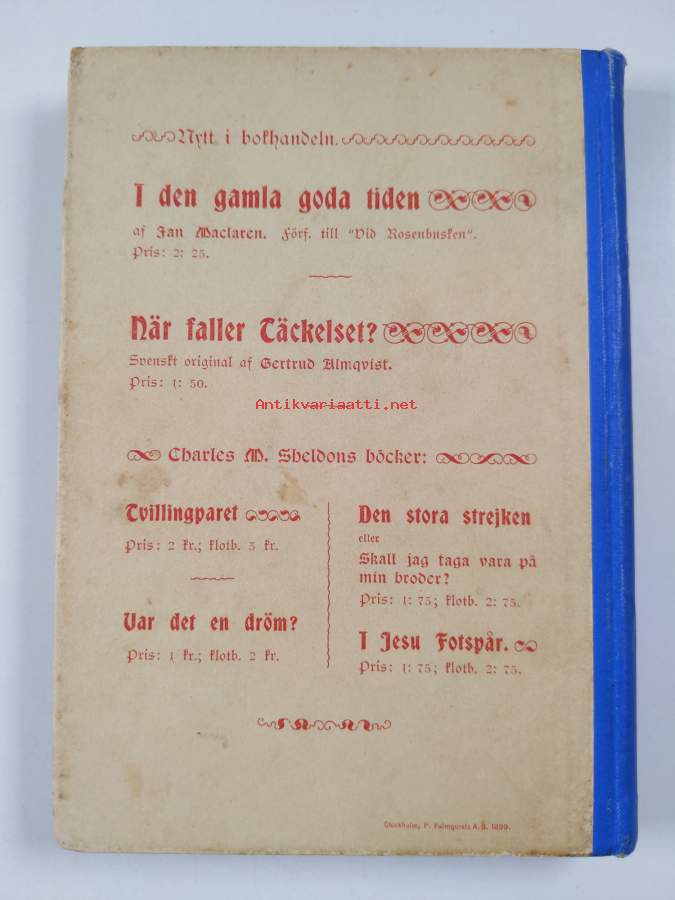 Nytt i bokhandeln.
I den gamla goda tiden
af Ian Maclaren. Förf. till "Vid Rosenbusken".
Pris: 2: 25.
När faller Täckelset?
Svenskt original af Gertrud Almqvist.
Pris: 1: 50.
Antikvariaatti.net
Charles M. Sheldons böcker:
Tvillingparet
Pris: 2 kr.; klotb. 3 kr.
Var det en dröm?
Pris: 1 kr.; klotb. 2 kr.
Den stora strejken
eller
Skall jag taga vara på
min broder?
Pris: 1: 75; klotb. 2: 75.
I Jesu Fotspår.
Pris: 1: 75; klotb. 2: 75.
Stockholm, P. Palmquists A. B. 1899.